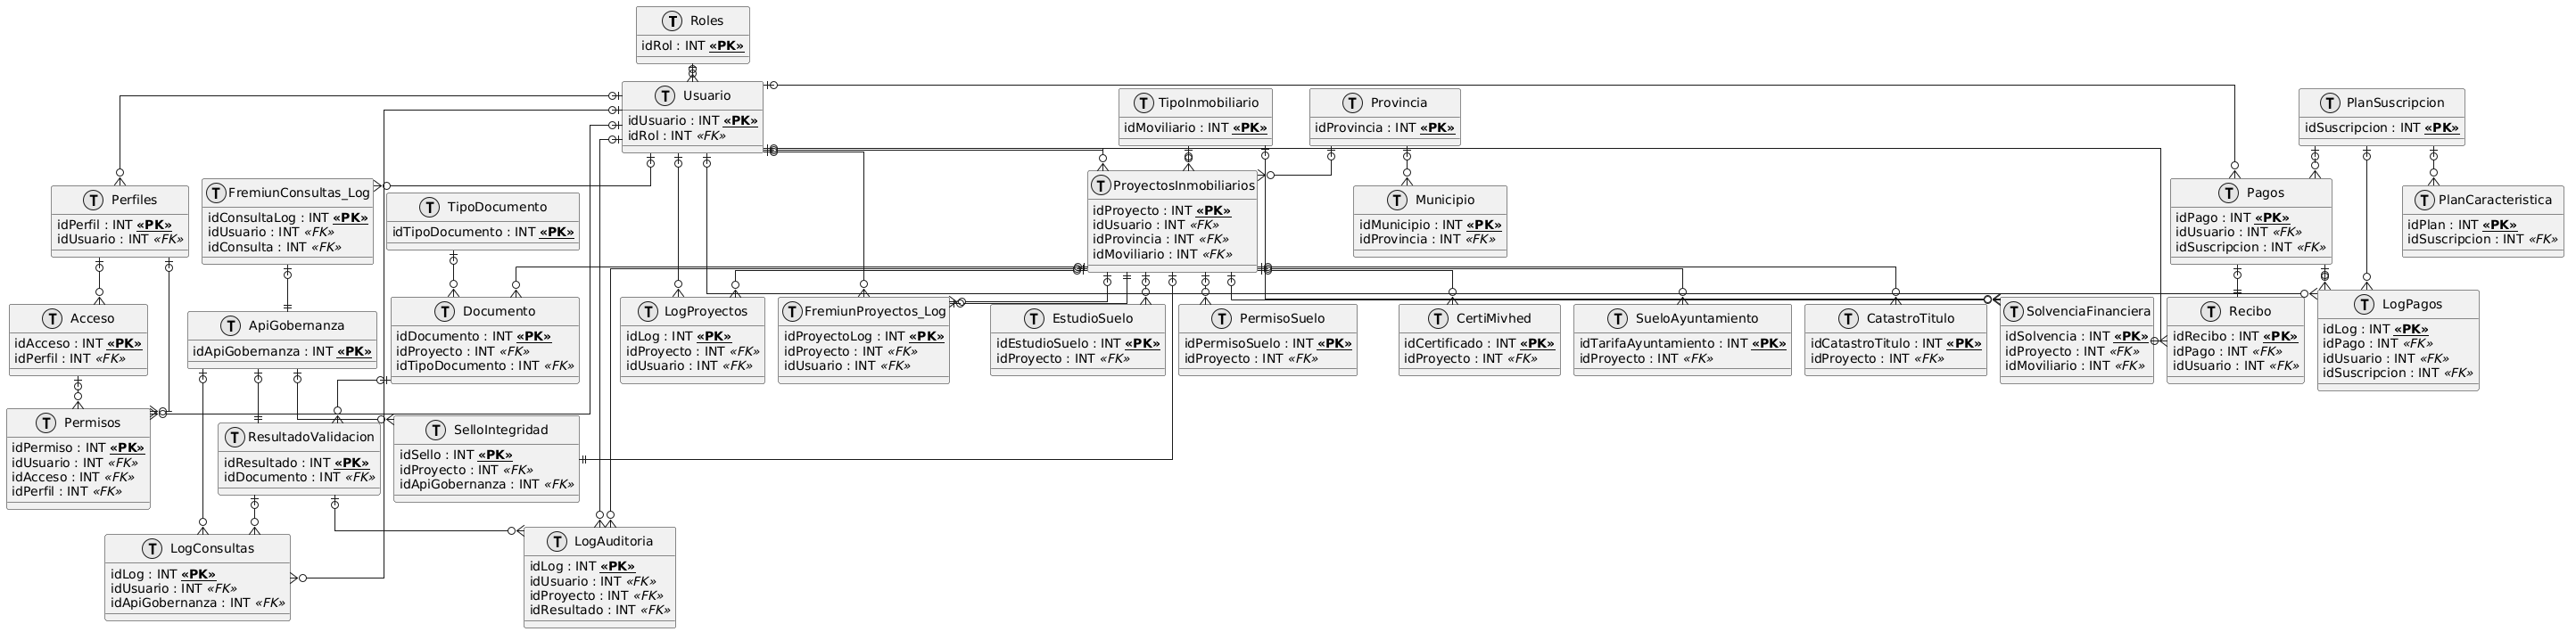 T Roles
idRol : INT «PK»
T Usuario
idUsuario : INT «PK»
idRol : INT «FK»
T TipoInmobiliario
idMoviliario : INT «PK»
T Provincia
idProvincia : INT «PK»
T PlanSuscripcion
idSuscripcion : INT «PK»
T Perfiles
idPerfil : INT «PK»
idUsuario : INT «FK»
T FremiunConsultas_Log
idConsultaLog : INT «PK»
idUsuario : INT «FK»
idConsulta : INT «FK»
T TipoDocumento
idTipoDocumento : INT «PK»
T ProyectosInmobiliarios
idProyecto : INT «PK»
idUsuario : INT «FK»
idProvincia : INT «FK»
idMoviliario : INT «FK»
T Municipio
idMunicipio : INT «PK»
idProvincia : INT «FK»
T Pagos
idPago : INT «PK»
idUsuario : INT «FK»
idSuscripcion : INT «FK»
T PlanCaracteristica
idPlan : INT «PK»
idSuscripcion : INT «FK»
T Acceso
idAcceso : INT «PK»
idPerfil : INT «FK»
T ApiGobernanza
idApiGobernanza : INT «PK»
T Documento
idDocumento : INT «PK»
idProyecto : INT «FK»
idTipoDocumento : INT «FK»
T LogProyectos
idLog : INT «PK»
idProyecto : INT «FK»
idUsuario : INT «FK»
T FremiunProyectos_Log
idProyectoLog : INT «PK»
idProyecto : INT «FK»
idUsuario : INT «FK»
T EstudioSuelo
idEstudioSuelo : INT «PK»
idProyecto : INT «FK»
T PermisoSuelo
idPermisoSuelo : INT «PK»
idProyecto : INT «FK»
T CertiMivhed
idCertificado : INT «PK»
idProyecto : INT «FK»
T SueloAyuntamiento
idTarifaAyuntamiento : INT «PK»
idProyecto : INT «FK»
T CatastroTitulo
idCatastroTitulo : INT «PK»
idProyecto : INT «FK»
T SolvenciaFinanciera
idSolvencia : INT «PK»
idProyecto : INT «FK»
idMoviliario : INT «FK»
T Recibo
idRecibo : INT «PK»
idPago : INT «FK»
idUsuario : INT «FK»
T LogPagos
idLog : INT «PK»
idPago : INT «FK»
idUsuario : INT «FK»
idSuscripcion : INT «FK»
T Permisos
idPermiso : INT «PK»
idUsuario : INT «FK»
idAcceso : INT «FK»
idPerfil : INT «FK»
T ResultadoValidacion
idResultado : INT «PK»
idDocumento : INT «FK»
T SelloIntegridad
idSello : INT «PK»
idProyecto : INT «FK»
idApiGobernanza : INT «FK»
T LogConsultas
idLog : INT «PK»
idUsuario : INT «FK»
idApiGobernanza : INT «FK»
T LogAuditoria
idLog : INT «PK»
idUsuario : INT «FK»
idProyecto : INT «FK»
idResultado : INT «FK»